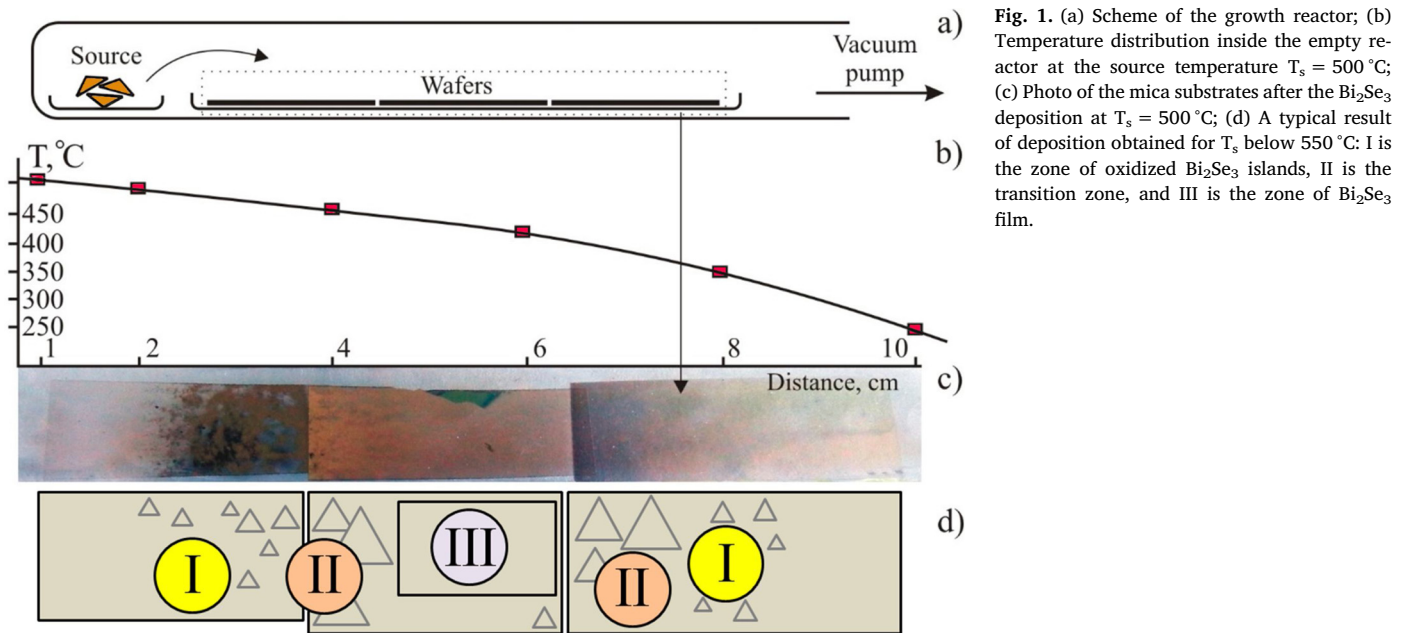 a)
Source
Wafers
Vacuum
pump
b)
T,°C
450
400
350
300
250
1 2 4 6 8 10
Distance, cm
c)
d)
I II III II I
Fig. 1. (a) Scheme of the growth reactor; (b)
Temperature distribution inside the empty re-
actor at the source temperature Tₛ = 500 °C;
(c) Photo of the mica substrates after the Bi₂Se₃
deposition at Tₛ = 500 °C; (d) A typical result
of deposition obtained for Tₛ below 550 °C: I is
the zone of oxidized Bi₂Se₃ islands, II is the
transition zone, and III is the zone of Bi₂Se₃
film.